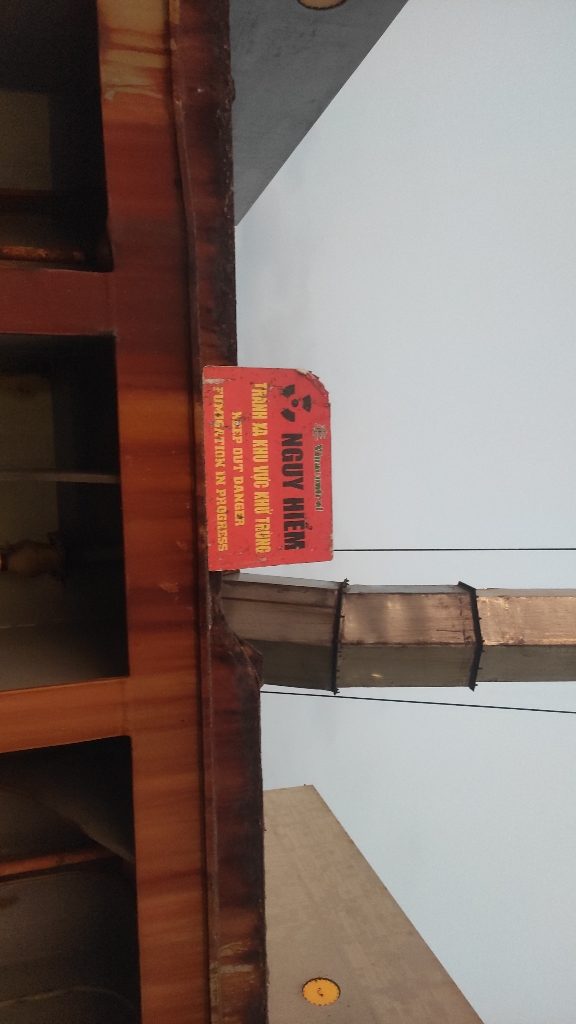 NGUY HIỂM
TRÁNH XA KHU VỰC KHỬ TRÙNG
KEEP OUT DANGER
FUMIGATION IN PROGRESS